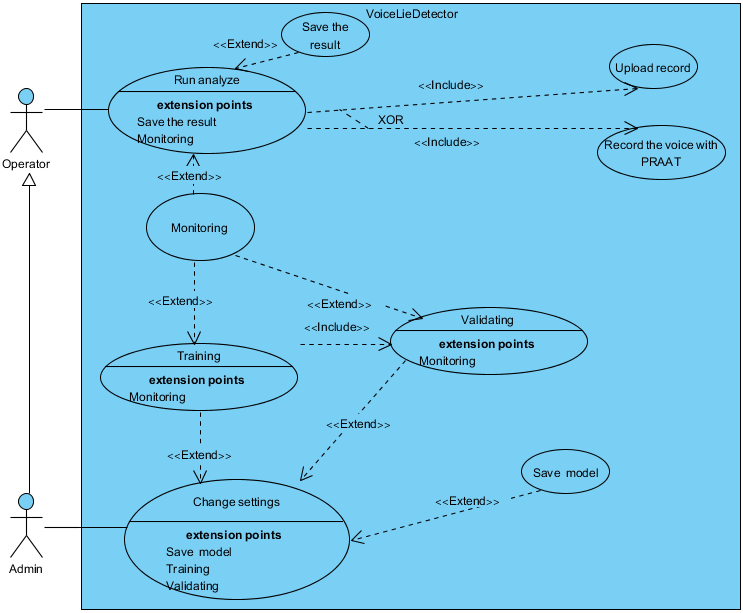 VoiceLieDetector
Save the
result
<<Extend>>
Run analyze
extension points
Save the result
Monitoring
Upload record
<<Include>>
XOR
<<Include>>
Record the voice with
PRAAT
Operator
<<Extend>>
Monitoring
<<Extend>>
<<Extend>>
<<Include>>
Validating
extension points
Monitoring
Training
extension points
Monitoring
<<Extend>>
<<Extend>>
Save  model
<<Extend>>
Change settings
extension points
Save  model
Training
Validating
Admin